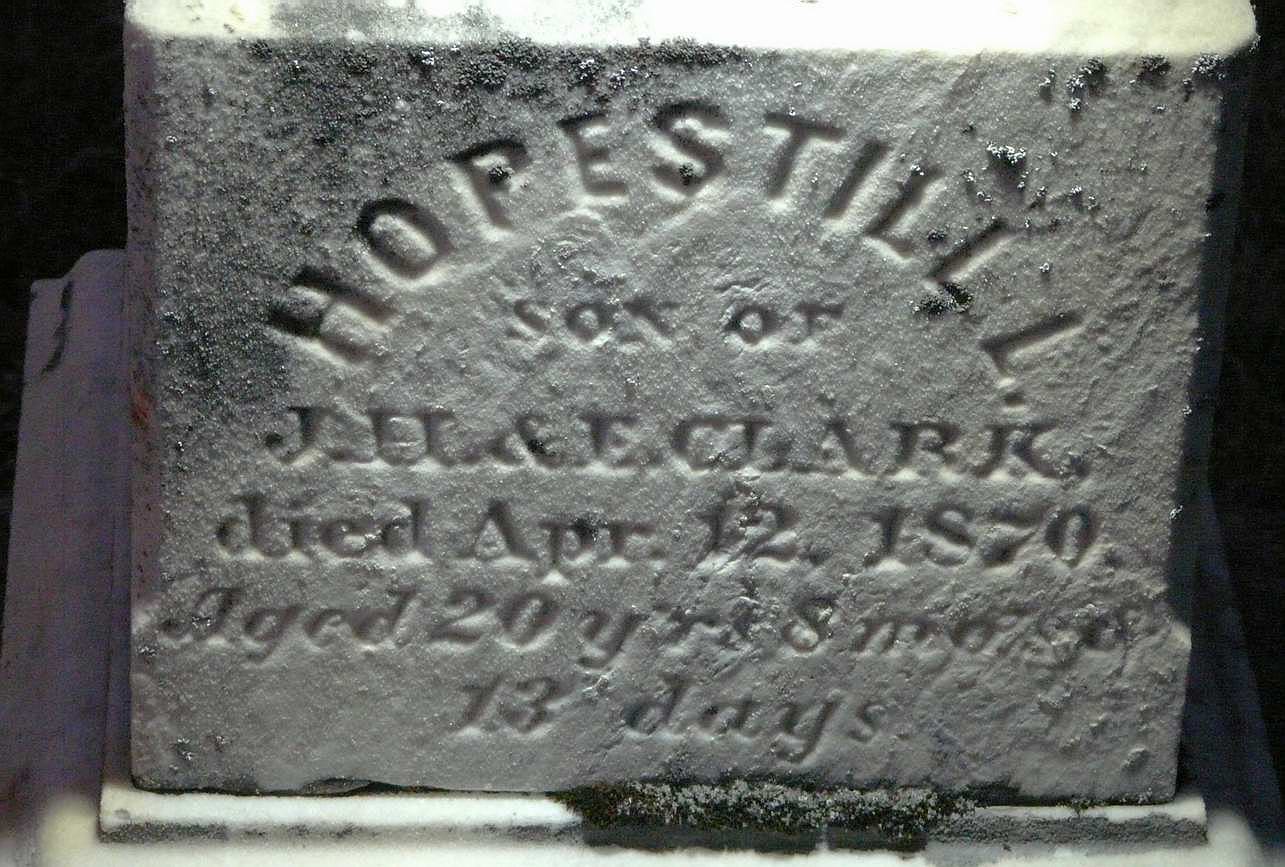 HOPESTILL L.
SON OF
J. H. & E. CLARK,
died Apr. 12, 1870.
Aged 20 yrs 8 mos. &
13 days